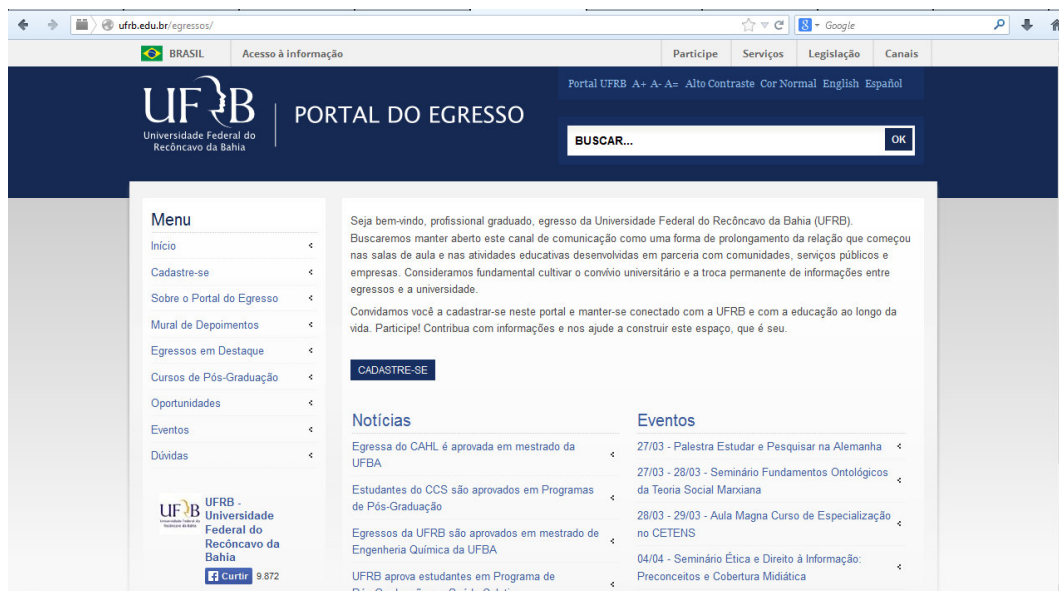 ufrb.edu.br/egressos/
Google
BRASIL
Acesso à informação
Participe
Serviços
Legislação
Canais
UFRB
Universidade Federal do
Recôncavo da Bahia
PORTAL DO EGRESSO
Portal UFRB A+ A- A= Alto Contraste Cor Normal English Español
BUSCAR...
OK
Menu
Início
Cadastre-se
Sobre o Portal do Egresso
Mural de Depoimentos
Egressos em Destaque
Cursos de Pós-Graduação
Oportunidades
Eventos
Dúvidas
UFRB
UFRB -
Universidade
Federal do
Recôncavo da
Bahia
Curtir 9.872
Seja bem-vindo, profissional graduado, egresso da Universidade Federal do Recôncavo da Bahia (UFRB).
Buscaremos manter aberto este canal de comunicação como uma forma de prolongamento da relação que começou
nas salas de aula e nas atividades educativas desenvolvidas em parceria com comunidades, serviços públicos e
empresas. Consideramos fundamental cultivar o convívio universitário e a troca permanente de informações entre
egressos e a universidade.
Convidamos você a cadastrar-se neste portal e manter-se conectado com a UFRB e com a educação ao longo da
vida. Participe! Contribua com informações e nos ajude a construir este espaço, que é seu.
CADASTRE-SE
Notícias
Egressa do CAHL é aprovada em mestrado da
UFBA
Estudantes do CCS são aprovados em Programas
de Pós-Graduação
Egressos da UFRB são aprovados em mestrado de
Engenharia Química da UFBA
UFRB aprova estudantes em Programa de
Eventos
27/03 - Palestra Estudar e Pesquisar na Alemanha
27/03 - 28/03 - Seminário Fundamentos Ontológicos
da Teoria Social Marxiana
28/03 - 29/03 - Aula Magna Curso de Especialização
no CETENS
04/04 - Seminário Ética e Direito à Informação:
Preconceitos e Cobertura Midiática